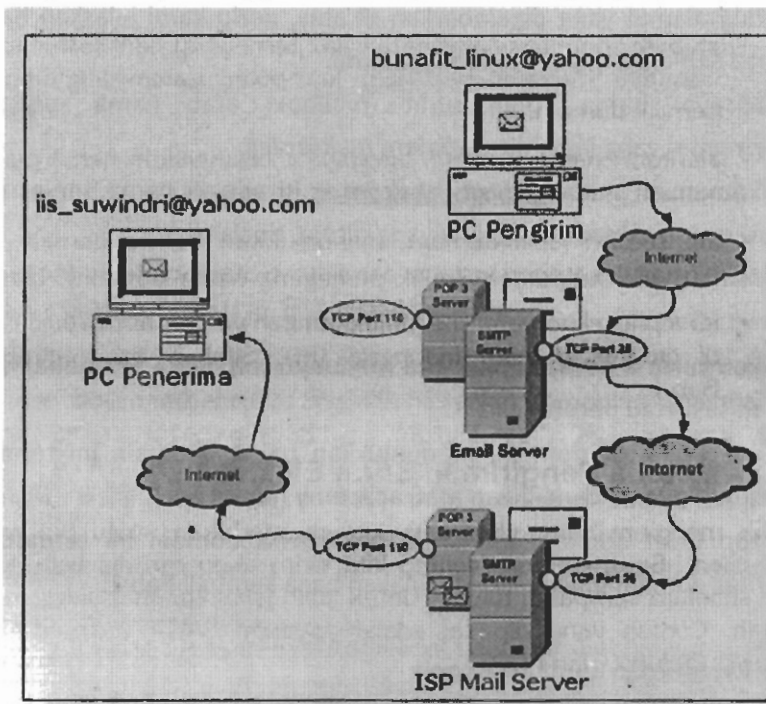 bunafit_linux@yahoo.com
PC Pengirim
Internet
iis_suwindri@yahoo.com
PC Penerima
POP 3
Server
TCP Port 110
SMTP
Server
TCP Port 25
Email Server
Internet
Internet
POP 3
Server
TCP Port 110
SMTP
Server
TCP Port 25
ISP Mail Server